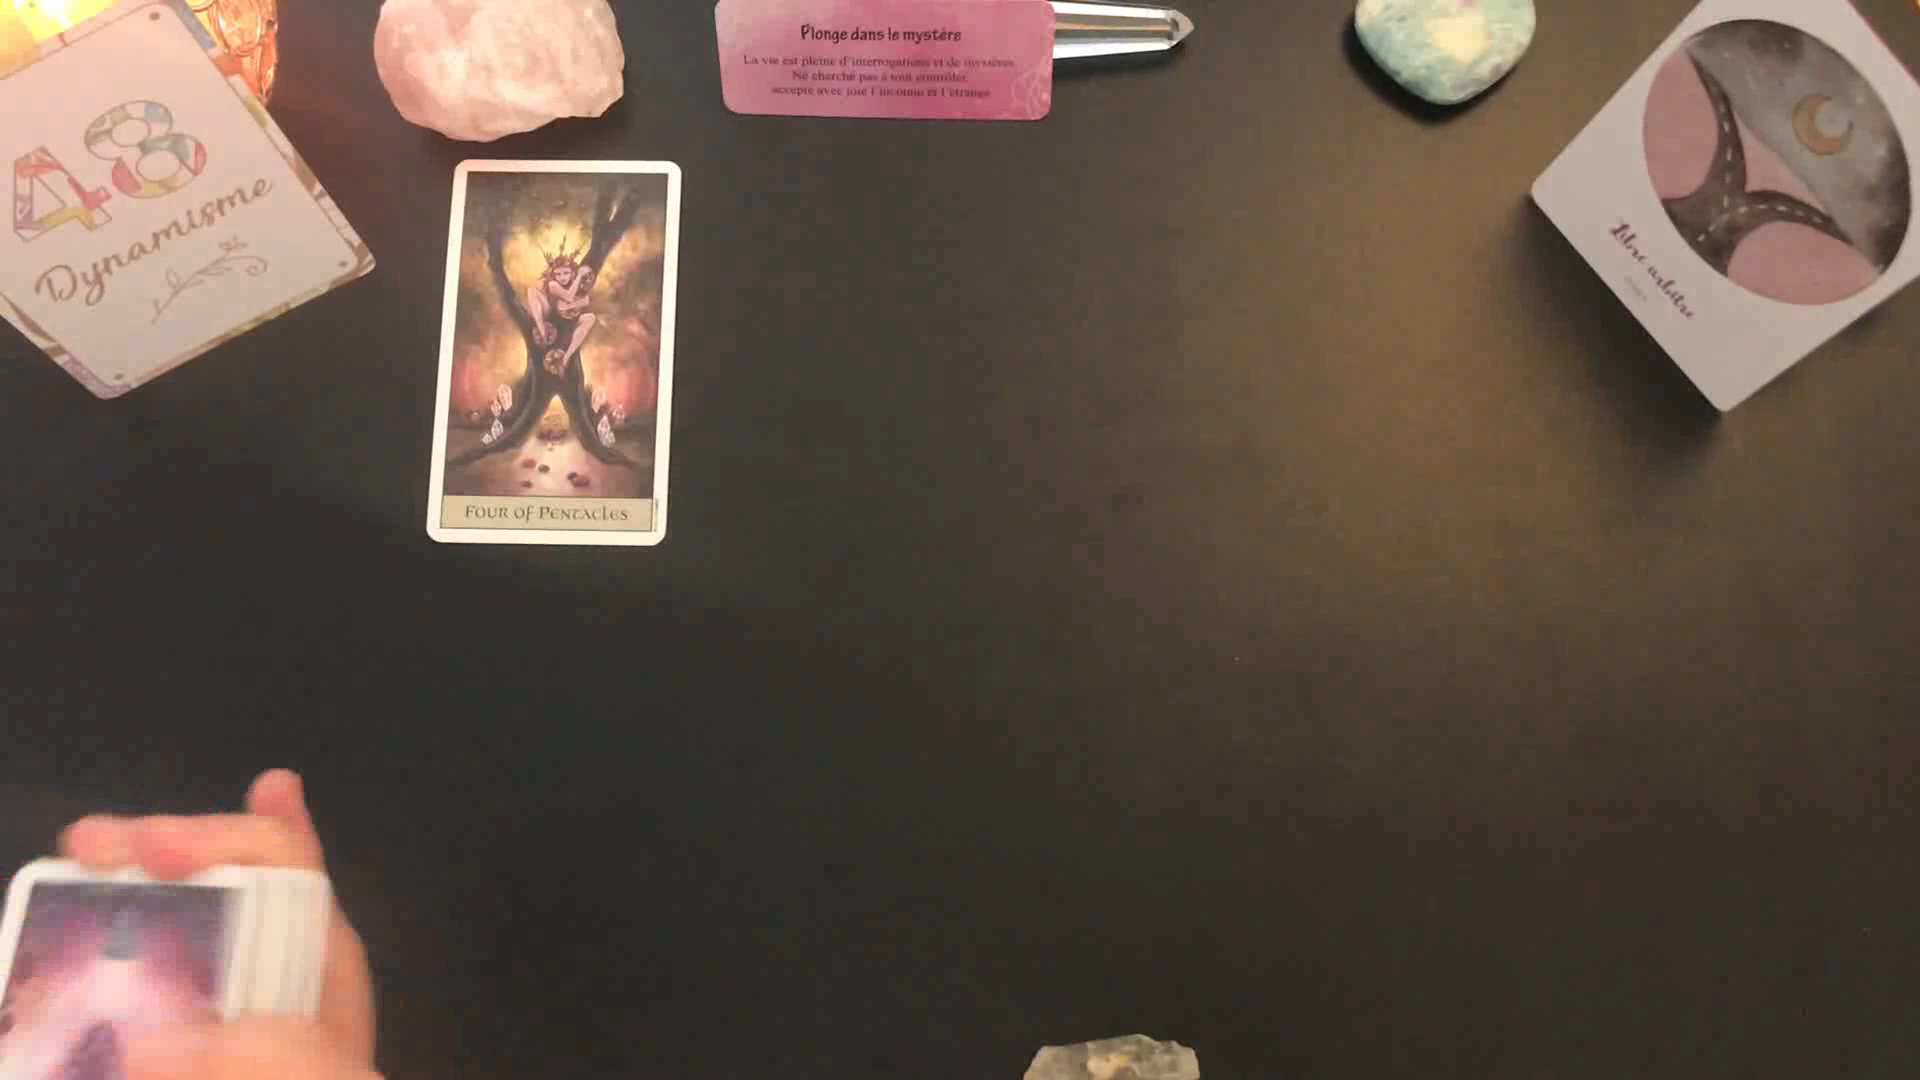 Plonge dans le mystère
La vie est pleine d'interrogations et de mystères.
Ne cherche pas à tout contrôler,
accepte avec joie l'inconnu et l'étrange
48
Dynamisme
Libre arbitre
FOUR OF PENTACLES